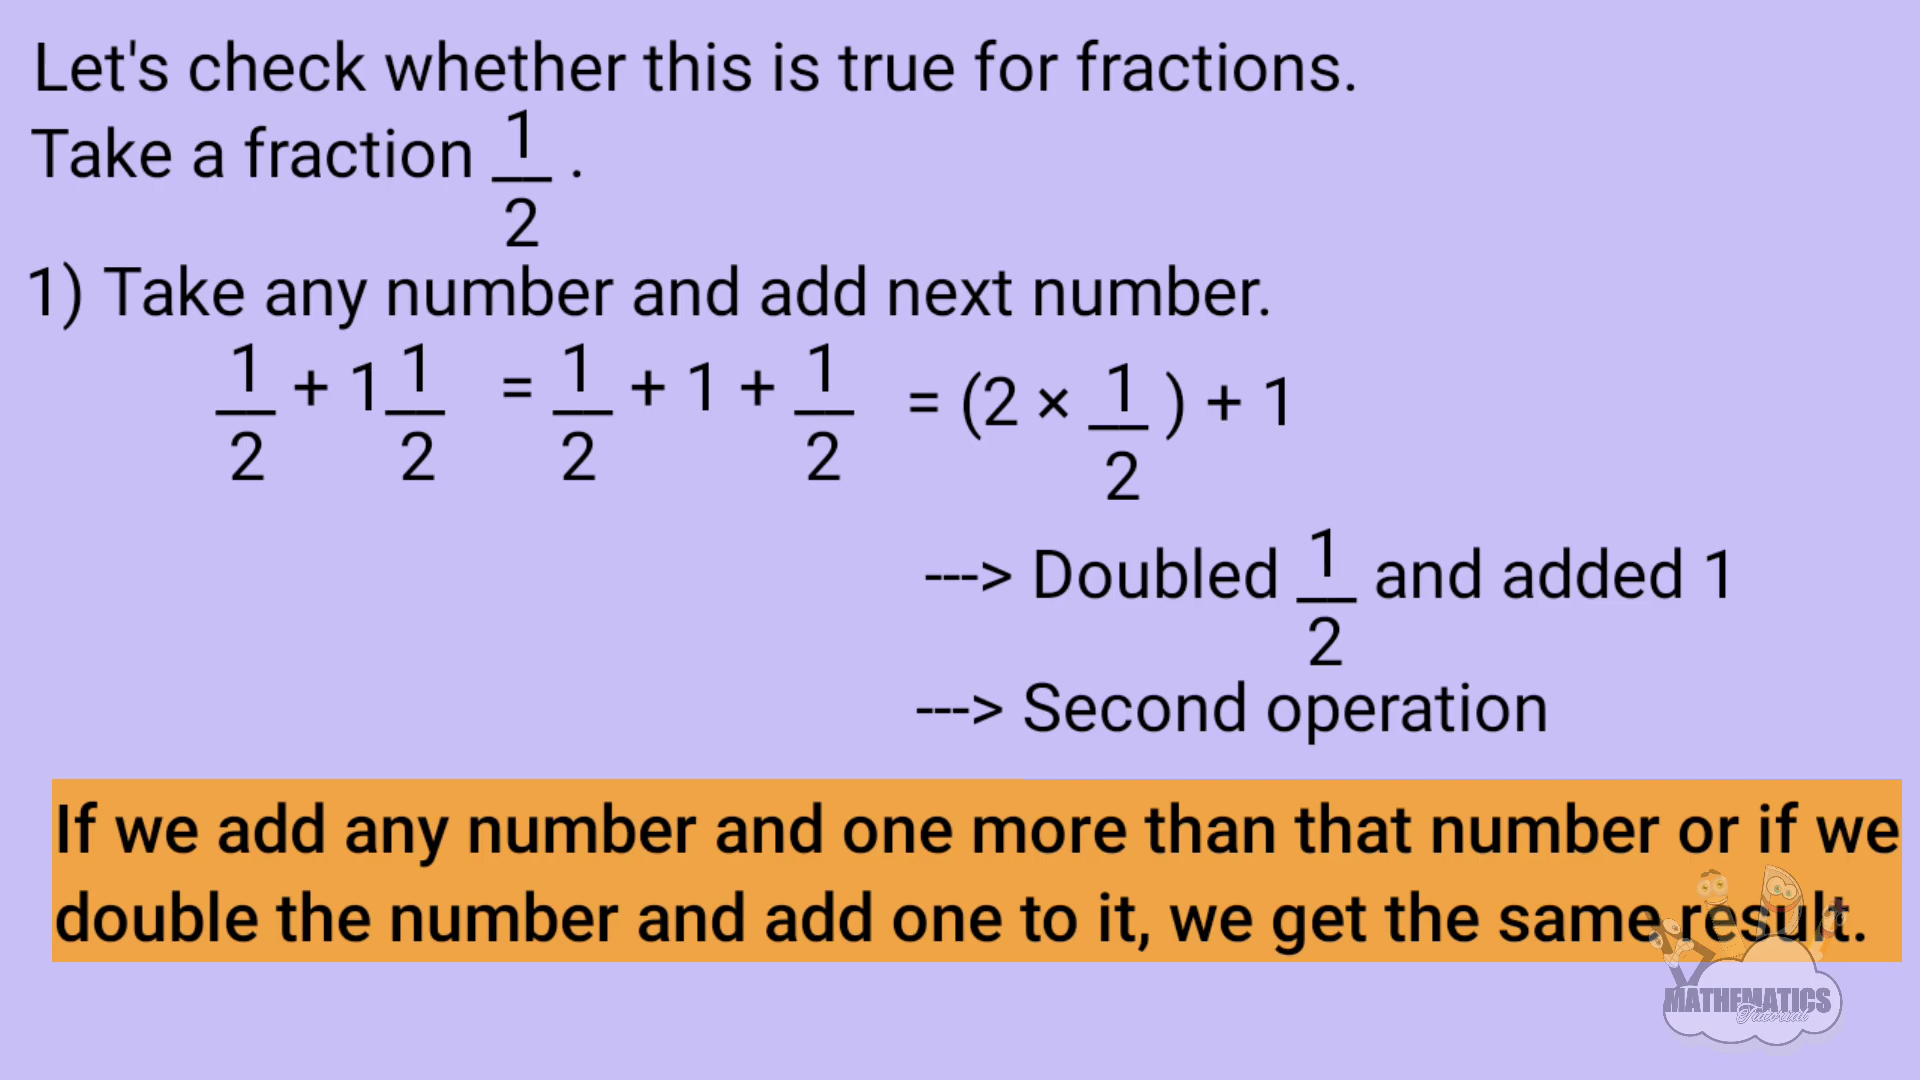 Let's check whether this is true for fractions.
Take a fraction 1/2 .
1) Take any number and add next number.
1/2 + 1 1/2 = 1/2 + 1 + 1/2 = (2 × 1/2 ) + 1
---> Doubled 1/2 and added 1
---> Second operation
If we add any number and one more than that number or if we
double the number and add one to it, we get the same result.
MATHEMATICS
Tutorial